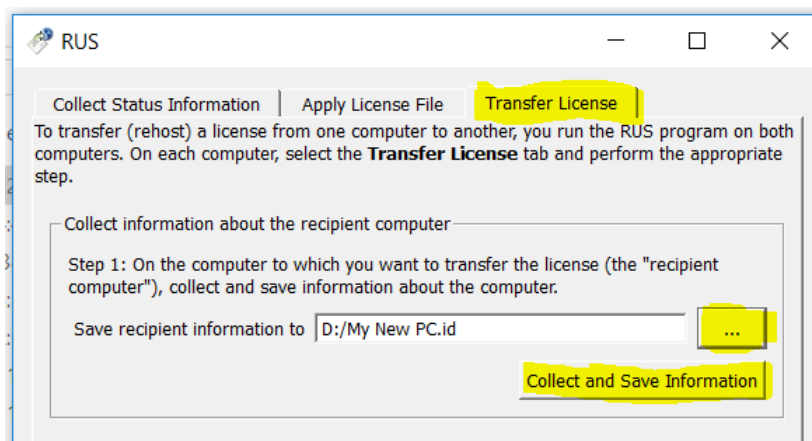 RUS
Collect Status Information Apply License File Transfer License
To transfer (rehost) a license from one computer to another, you run the RUS program on both
computers. On each computer, select the Transfer License tab and perform the appropriate
step.
Collect information about the recipient computer
Step 1: On the computer to which you want to transfer the license (the "recipient
computer"), collect and save information about the computer.
Save recipient information to D:/My New PC.id ...
Collect and Save Information